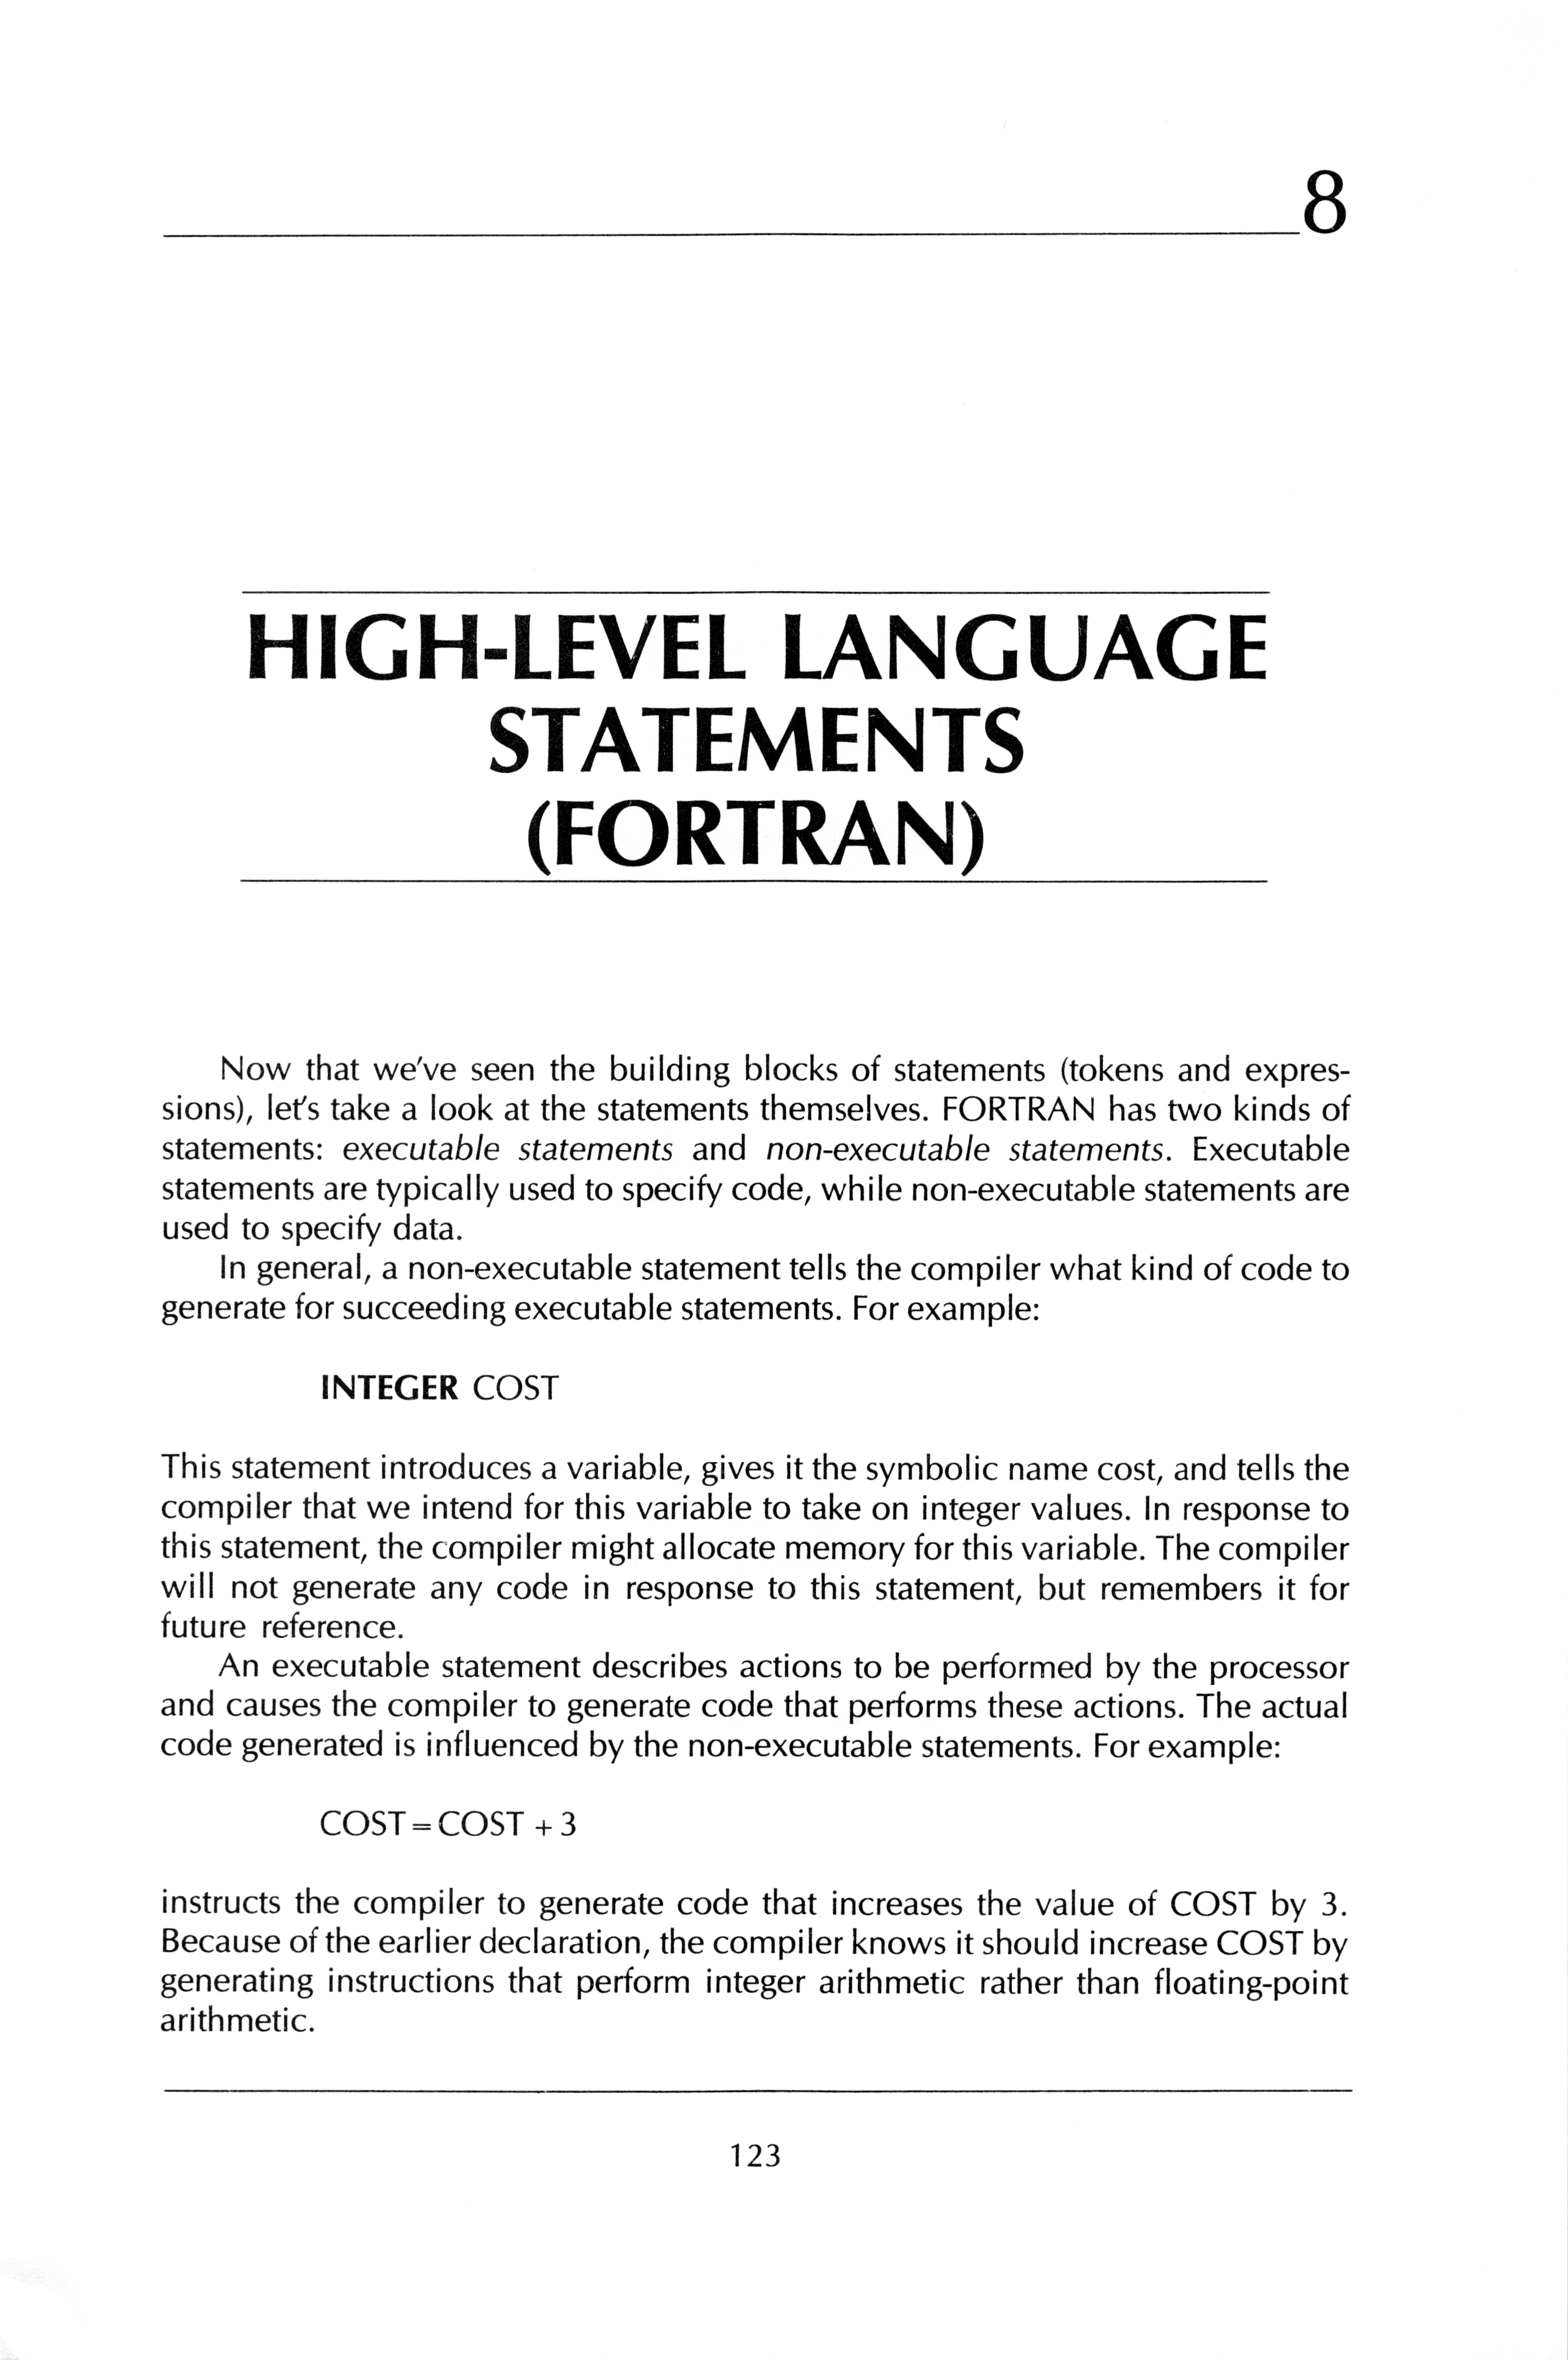 8
HIGH-LEVEL LANGUAGE
STATEMENTS
(FORTRAN)
Now that we've seen the building blocks of statements (tokens and expres-
sions), let's take a look at the statements themselves. FORTRAN has two kinds of
statements: executable statements and non-executable statements. Executable
statements are typically used to specify code, while non-executable statements are
used to specify data.
In general, a non-executable statement tells the compiler what kind of code to
generate for succeeding executable statements. For example:
INTEGER COST
This statement introduces a variable, gives it the symbolic name cost, and tells the
compiler that we intend for this variable to take on integer values. In response to
this statement, the compiler might allocate memory for this variable. The compiler
will not generate any code in response to this statement, but remembers it for
future reference.
An executable statement describes actions to be performed by the processor
and causes the compiler to generate code that performs these actions. The actual
code generated is influenced by the non-executable statements. For example:
COST = COST + 3
instructs the compiler to generate code that increases the value of COST by 3.
Because of the earlier declaration, the compiler knows it should increase COST by
generating instructions that perform integer arithmetic rather than floating-point
arithmetic.
123